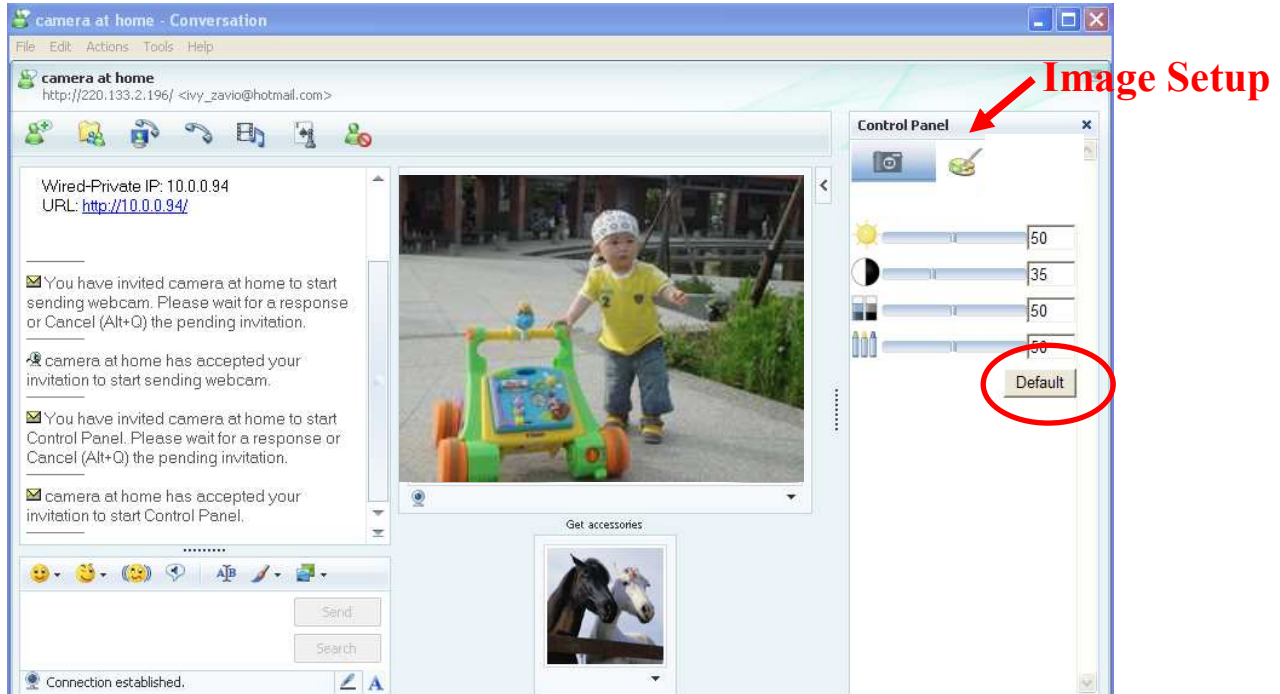 camera at home - Conversation
File Edit Actions Tools Help
camera at home
http://220.133.2.196/ <ivy_zavio@hotmail.com>
Image Setup
Control Panel
Wired-Private IP: 10.0.0.94
URL: http://10.0.0.94/
You have invited camera at home to start
sending webcam. Please wait for a response
or Cancel (Alt+Q) the pending invitation.
camera at home has accepted your
invitation to start sending webcam.
You have invited camera at home to start
Control Panel. Please wait for a response or
Cancel (Alt+Q) the pending invitation.
camera at home has accepted your
invitation to start Control Panel.
50
35
50
50
Default
2
Get accessories
Send
Search
Connection established.
A